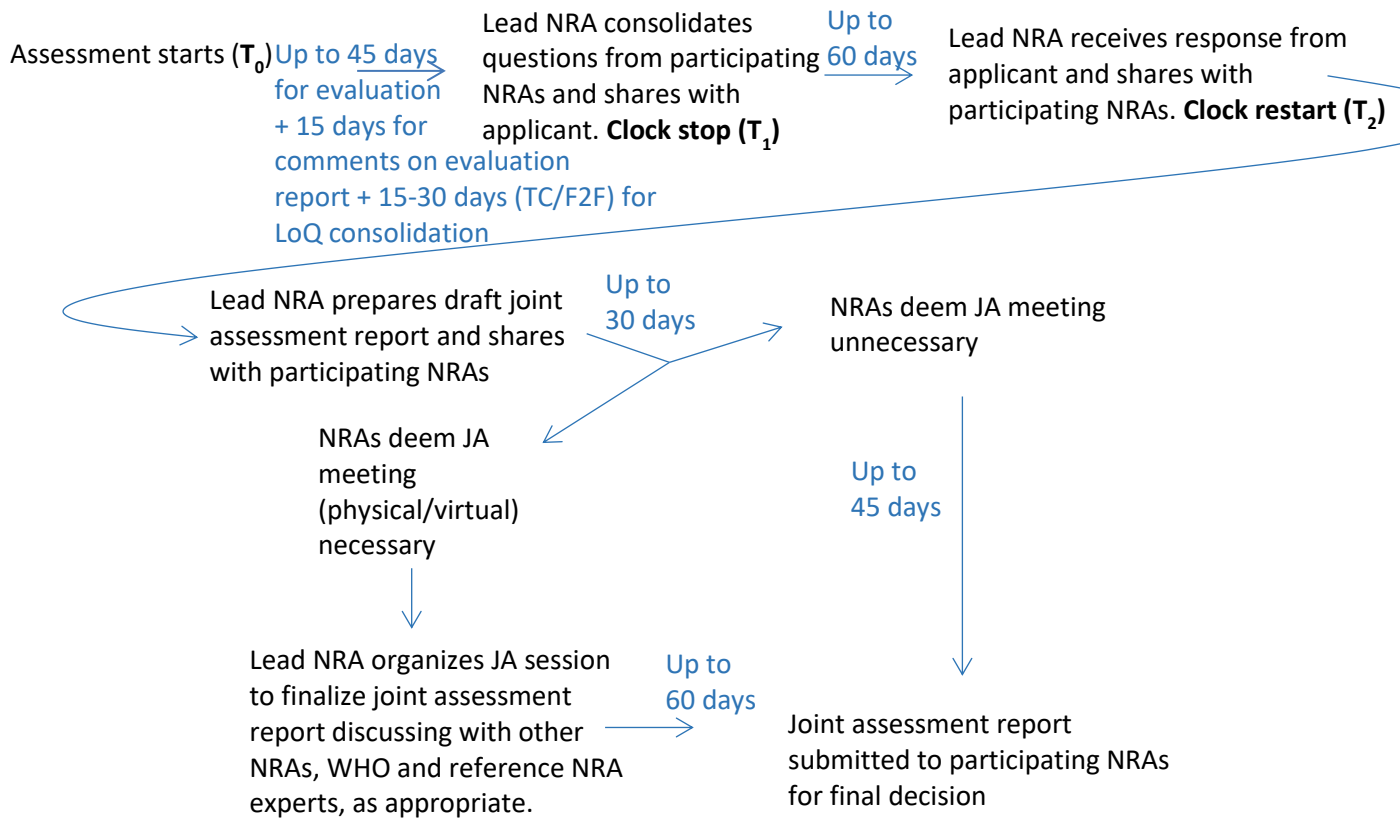 Assessment starts (T0)
Up to 45 days
for evaluation
+ 15 days for
comments on evaluation
report + 15-30 days (TC/F2F) for
LoQ consolidation
Lead NRA consolidates
questions from participating
NRAs and shares with
applicant. Clock stop (T1)
Up to
60 days
Lead NRA receives response from
applicant and shares with
participating NRAs. Clock restart (T2)
Lead NRA prepares draft joint
assessment report and shares
with participating NRAs
Up to
30 days
NRAs deem JA meeting
unnecessary
NRAs deem JA
meeting
(physical/virtual)
necessary
Up to
45 days
Lead NRA organizes JA session
to finalize joint assessment
report discussing with other
NRAs, WHO and reference NRA
experts, as appropriate.
Up to
60 days
Joint assessment report
submitted to participating NRAs
for final decision